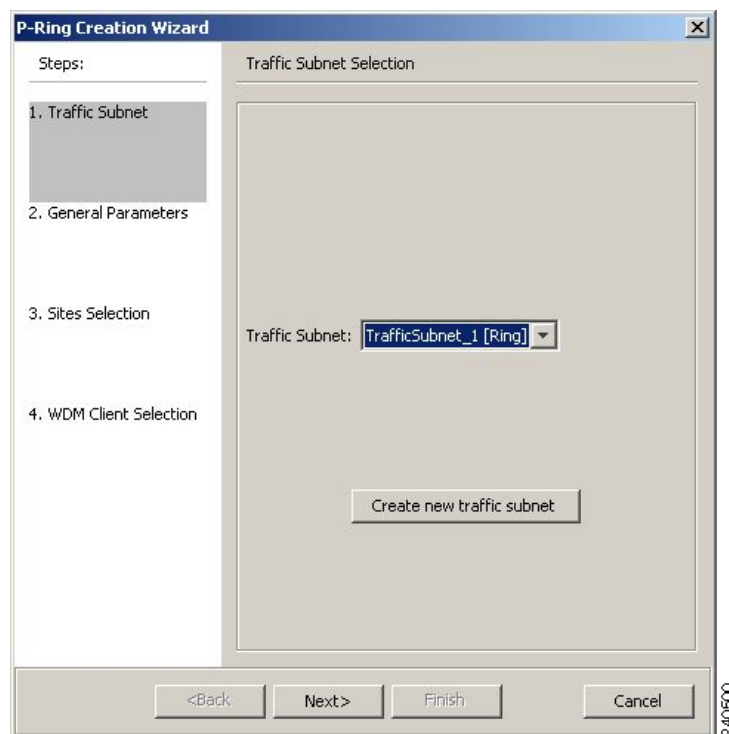 P-Ring Creation Wizard
Steps:
Traffic Subnet Selection
1. Traffic Subnet
2. General Parameters
3. Sites Selection
4. WDM Client Selection
Traffic Subnet: TrafficSubnet_1 [Ring]
Create new traffic subnet
<Back Next> Finish Cancel